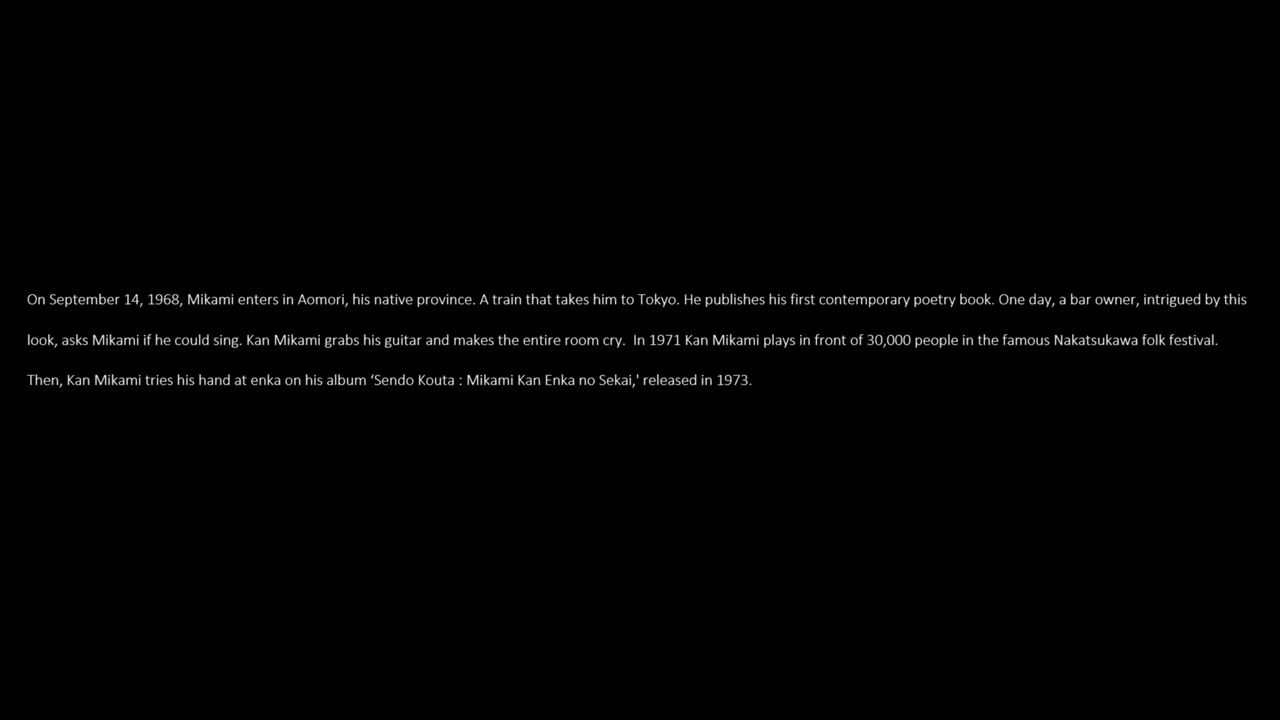 On September 14, 1968, Mikami enters in Aomori, his native province. A train that takes him to Tokyo. He publishes his first contemporary poetry book. One day, a bar owner, intrigued by this
look, asks Mikami if he could sing. Kan Mikami grabs his guitar and makes the entire room cry.  In 1971 Kan Mikami plays in front of 30,000 people in the famous Nakatsukawa folk festival.
Then, Kan Mikami tries his hand at enka on his album ‘Sendo Kouta : Mikami Kan Enka no Sekai,' released in 1973.